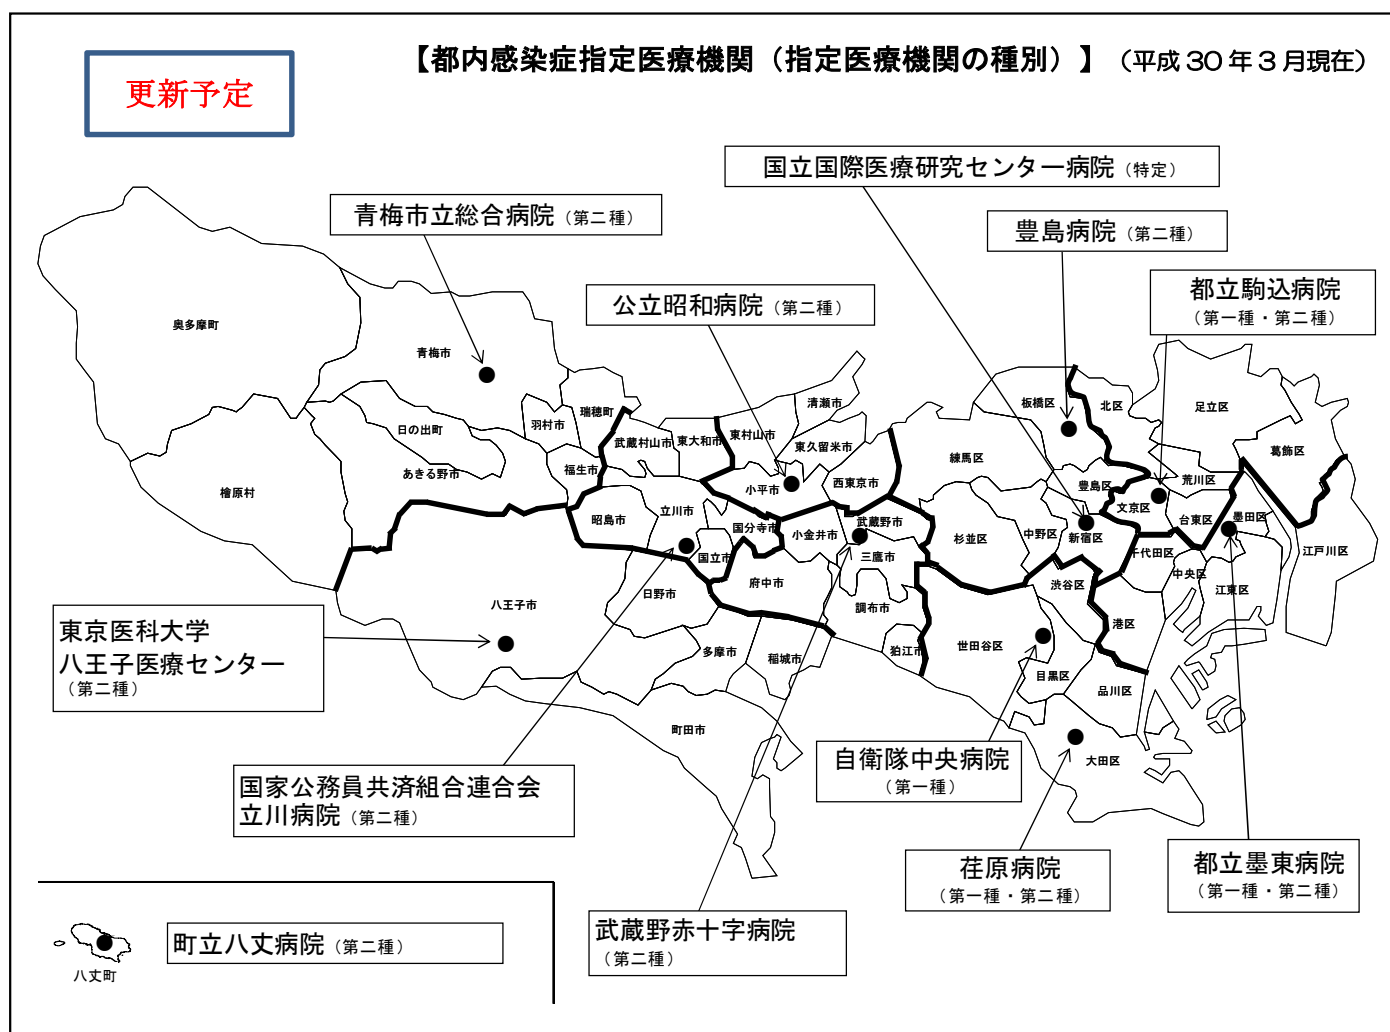 【都内感染症指定医療機関（指定医療機関の種別）】（平成30年3月現在）
更新予定
国立国際医療研究センター病院（特定）
青梅市立総合病院（第二種）
豊島病院（第二種）
都立駒込病院
（第一種・第二種）
公立昭和病院（第二種）
奥多摩町
青梅市
瑞穂町
羽村市
日の出町
あきる野市
福生市
檜原村
武蔵村山市
東大和市
東村山市
清瀬市
東久留米市
小平市
西東京市
昭島市
立川市
国分寺市
国立市
小金井市
武蔵野市
三鷹市
府中市
調布市
狛江市
日野市
八王子市
多摩市
稲城市
町田市
練馬区
板橋区
北区
足立区
葛飾区
荒川区
豊島区
文京区
台東区
墨田区
江戸川区
杉並区
中野区
新宿区
千代田区
中央区
江東区
渋谷区
港区
世田谷区
目黒区
品川区
大田区
東京医科大学
八王子医療センター
（第二種）
国家公務員共済組合連合会
立川病院（第二種）
自衛隊中央病院
（第一種）
荏原病院
（第一種・第二種）
都立墨東病院
（第一種・第二種）
武蔵野赤十字病院
（第二種）
町立八丈病院（第二種）
八丈町